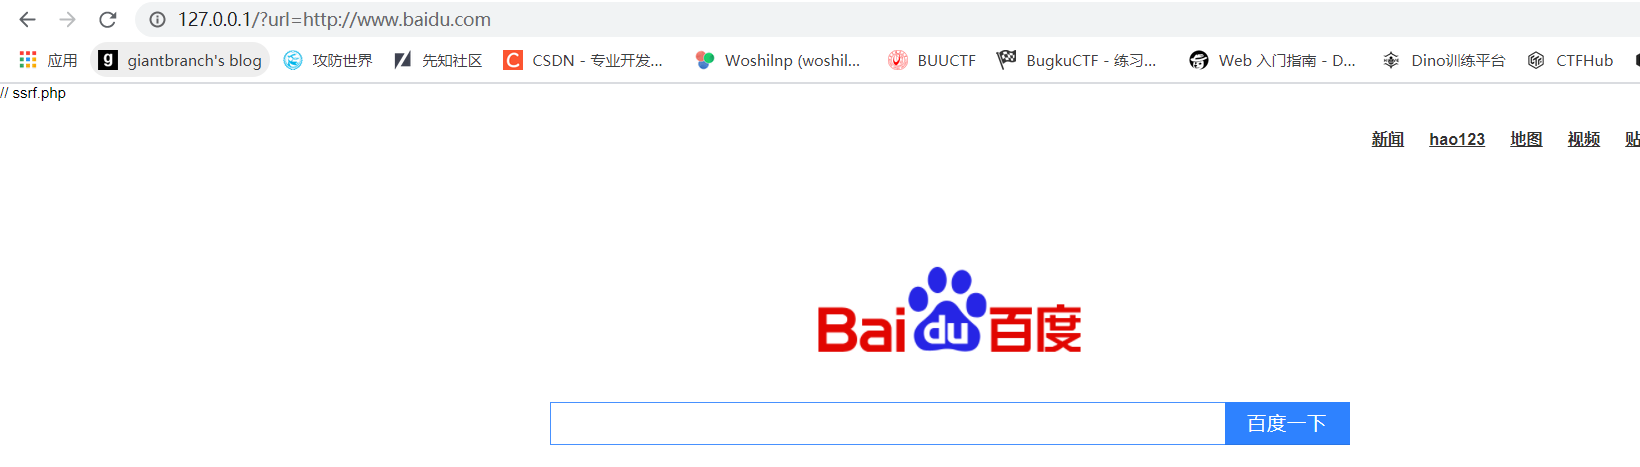 127.0.0.1/?url=http://www.baidu.com
应用 giantbranch's blog 攻防世界 先知社区 CSDN - 专业开发... WoshiInp (woshil... BUUCTF BugkuCTF - 练习... Web 入门指南 - D... Dino训练平台 CTFHub
// ssrf.php
新闻 hao123 地图 视频 贴
Bai du 百度
百度一下